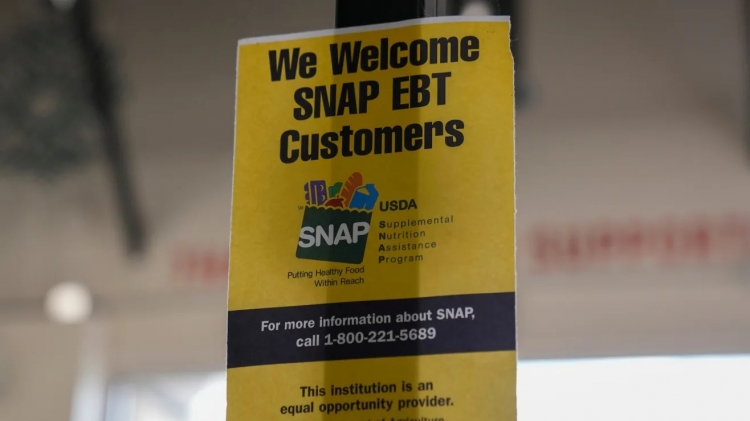 We Welcome
SNAP EBT
Customers
SNAP
USDA
Supplemental
Nutrition
Assistance
Program
Putting Healthy Food
Within Reach
For more information about SNAP,
call 1-800-221-5689
This institution is an
equal opportunity provider.
SUPPORT